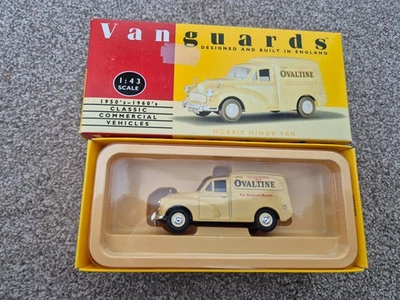 Vanguards
DESIGNED AND BUILT IN ENGLAND
1:43
SCALE
1950's-1960's
CLASSIC
COMMERCIAL
VEHICLES
OVALTINE
MORRIS MINOR VAN
OVALTINE